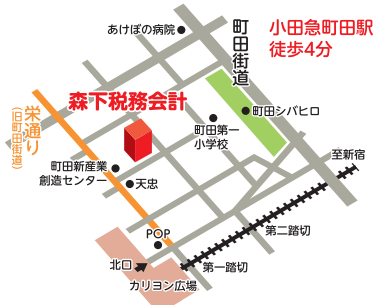 あけぼの病院
町田街道
小田急町田駅
徒歩4分
森下税務会計
栄通り
(旧町田街道)
町田シバヒロ
町田第一
小学校
至新宿
町田新産業
創造センター
天忠
POP
第二踏切
北口
第一踏切
カリヨン広場